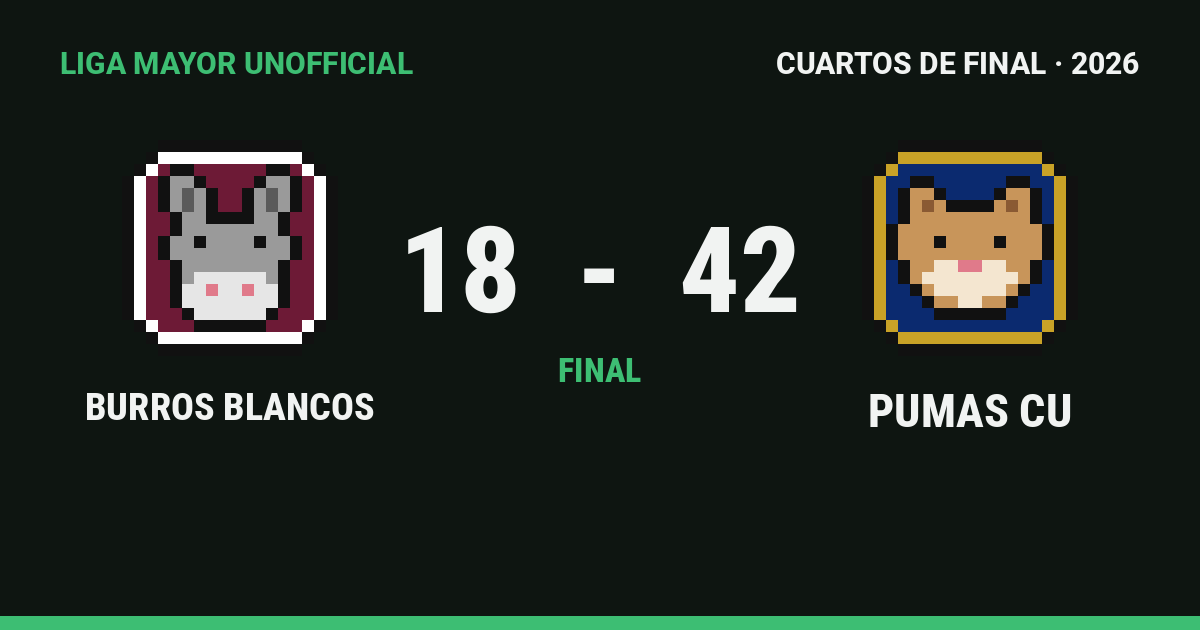 LIGA MAYOR UNOFFICIAL
CUARTOS DE FINAL · 2026
18 - 42
FINAL
BURROS BLANCOS
PUMAS CU